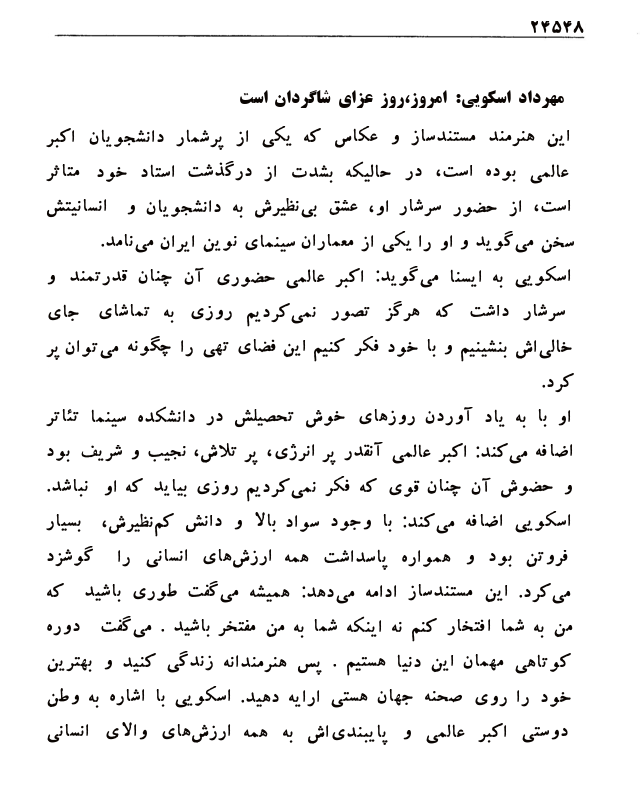 ۲۴۵۴۸
مهرداد اسکویی: امروز،روز عزای شاگردان است
این هنرمند مستندساز و عکاس که یکی از پرشمار دانشجویان اکبر
عالمی بوده است، در حالیکه بشدت از درگذشت استاد خود متاثر
است، از حضور سرشار او، عشق بی‌نظیرش به دانشجویان و انسانیتش
سخن می‌گوید و او را یکی از معماران سینمای نوین ایران می‌نامد.
اسکویی به ایسنا می‌گوید: اکبر عالمی حضوری آن چنان قدرتمند و
سرشار داشت که هرگز تصور نمی‌کردیم روزی به تماشای جای
خالی‌اش بنشینیم و با خود فکر کنیم این فضای تهی را چگونه می‌توان پر
کرد.
او با به یاد آوردن روزهای خوش تحصیلش در دانشکده سینما تئاتر
اضافه می‌کند: اکبر عالمی آنقدر پر انرژی، پر تلاش، نجیب و شریف بود
و حضوش آن چنان قوی که فکر نمی‌کردیم روزی بیاید که او نباشد.
اسکویی اضافه می‌کند: با وجود سواد بالا و دانش کم‌نظیرش، بسیار
فروتن بود و همواره پاسداشت همه ارزش‌های انسانی را گوشزد
می‌کرد. این مستندساز ادامه می‌دهد: همیشه می‌گفت طوری باشید که
من به شما افتخار کنم نه اینکه شما به من مفتخر باشید . می‌گفت دوره
کوتاهی مهمان این دنیا هستیم . پس هنرمندانه زندگی کنید و بهترین
خود را روی صحنه جهان هستی ارایه دهید. اسکویی با اشاره به وطن
دوستی اکبر عالمی و پایبندی‌اش به همه ارزش‌های والای انسانی